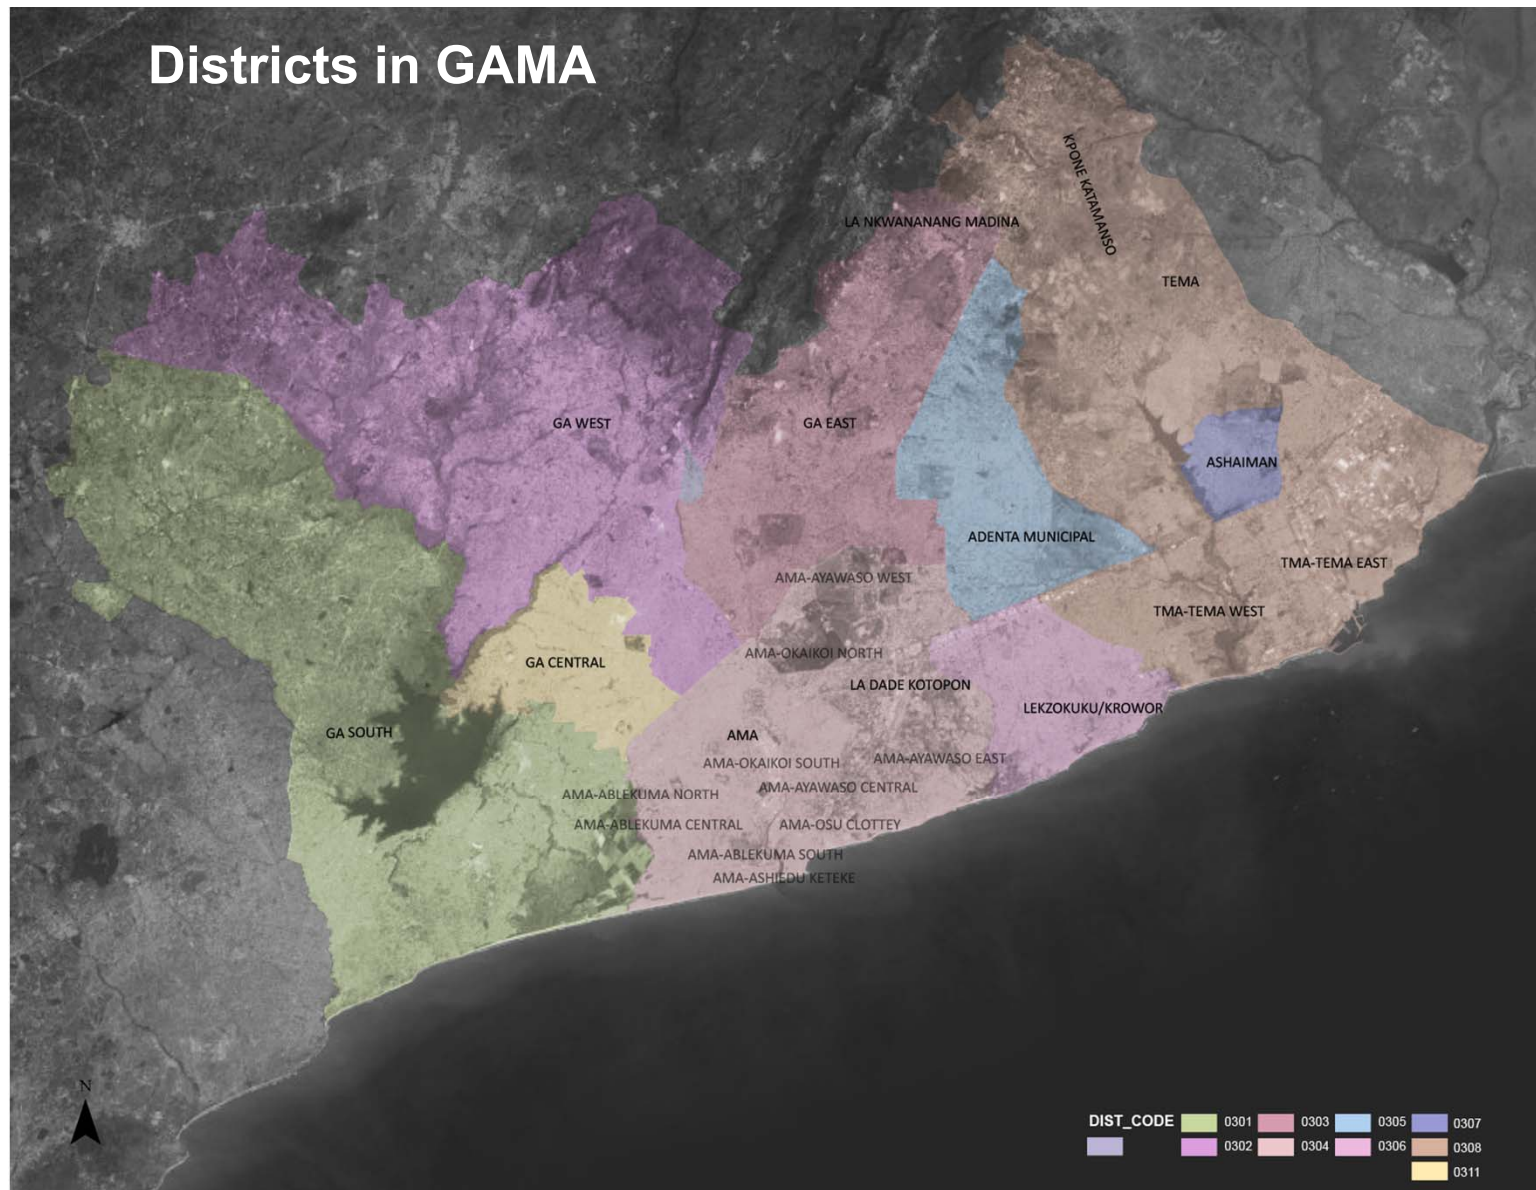 Districts in GAMA
KPONE KATAMANSO
LA NKWANANANG MADINA
TEMA
GA WEST
GA EAST
ASHAIMAN
ADENTA MUNICIPAL
TMA-TEMA EAST
AMA-AYAWASO WEST
TMA-TEMA WEST
AMA-OKAIKOI NORTH
GA CENTRAL
LA DADE KOTOPON
LEKZOKUKU/KROWOR
GA SOUTH
AMA
AMA-OKAIKOI SOUTH
AMA-AYAWASO EAST
AMA-ABLEKUMA NORTH
AMA-AYAWASO CENTRAL
AMA-ABLEKUMA CENTRAL
AMA-OSU CLOTTEY
AMA-ABLEKUMA SOUTH
AMA-ASHIEDU KETEKE
N
DIST_CODE 0301 0303 0305 0307
0302 0304 0306 0308
0311